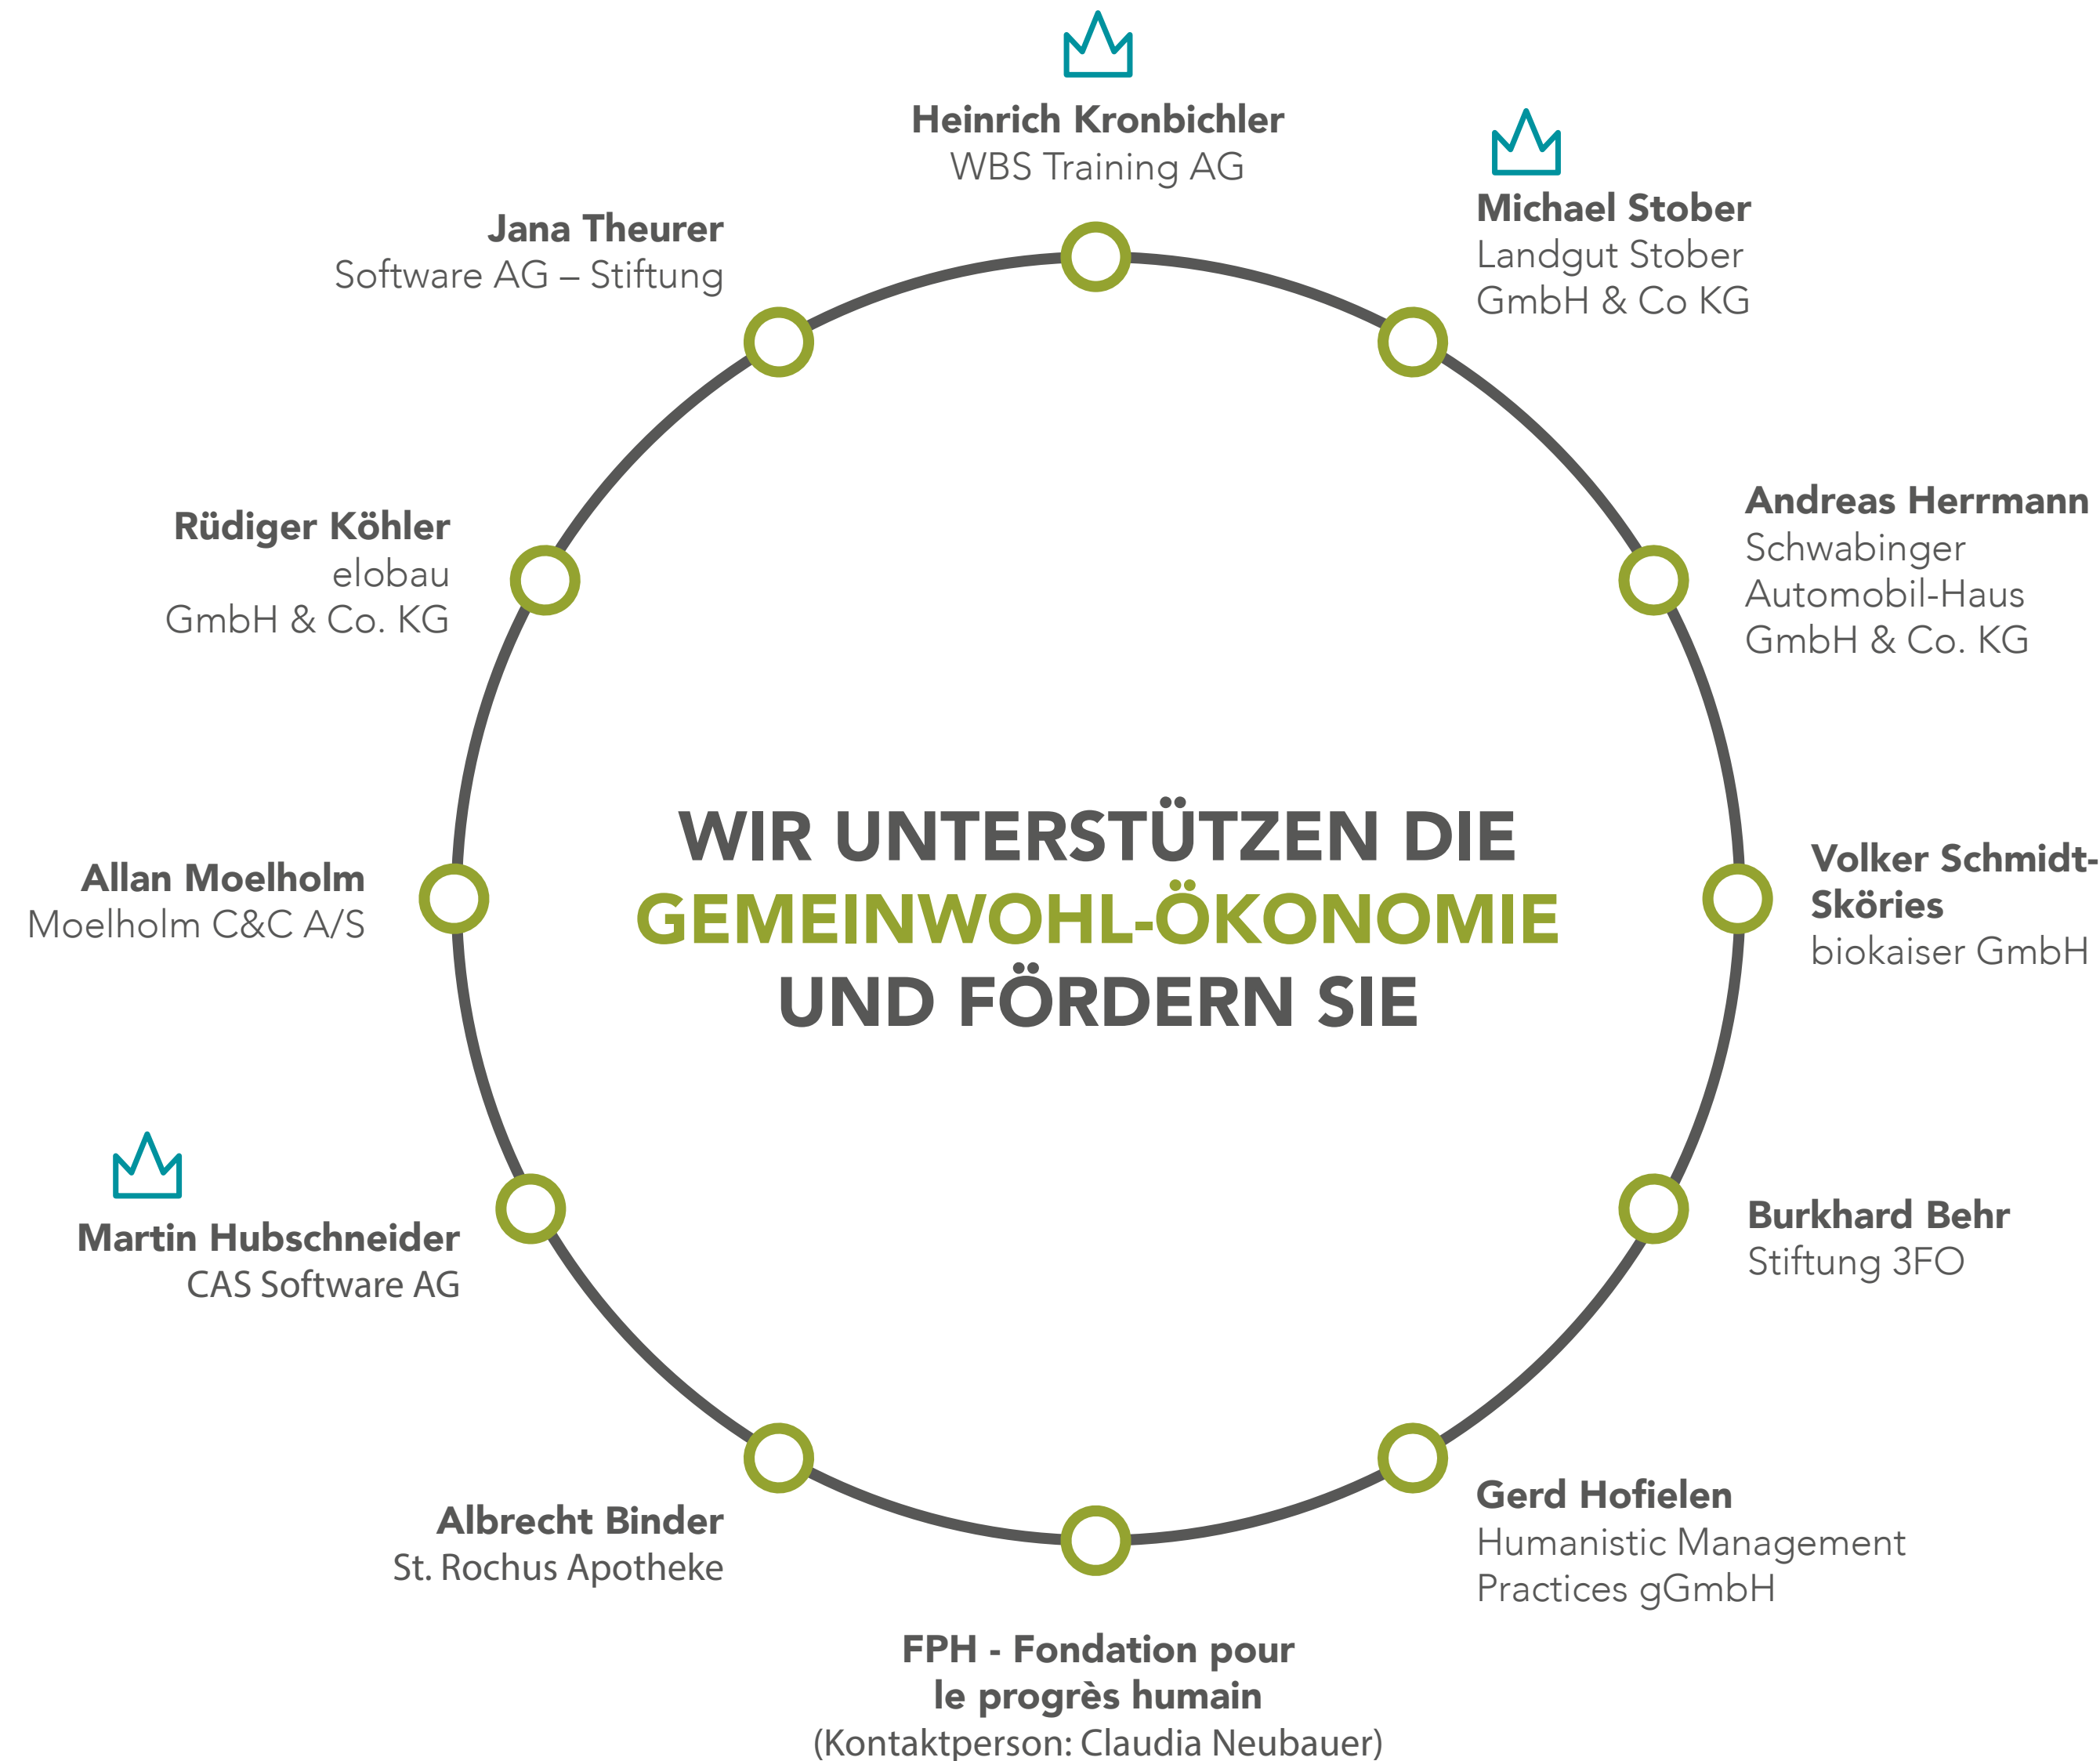 Heinrich Kronbichler
WBS Training AG
Michael Stober
Landgut Stober
GmbH & Co KG
Andreas Herrmann
Schwabinger
Automobil-Haus
GmbH & Co. KG
Volker Schmidt-
Sköries
biokaiser GmbH
Burkhard Behr
Stiftung 3FO
Gerd Hofielen
Humanistic Management
Practices gGmbH
FPH - Fondation pour
le progrès humain
(Kontaktperson: Claudia Neubauer)
Albrecht Binder
St. Rochus Apotheke
Martin Hubschneider
CAS Software AG
Allan Moelholm
Moelholm C&C A/S
Rüdiger Köhler
elobau
GmbH & Co. KG
Jana Theurer
Software AG – Stiftung
WIR UNTERSTÜTZEN DIE
GEMEINWOHL-ÖKONOMIE
UND FÖRDERN SIE